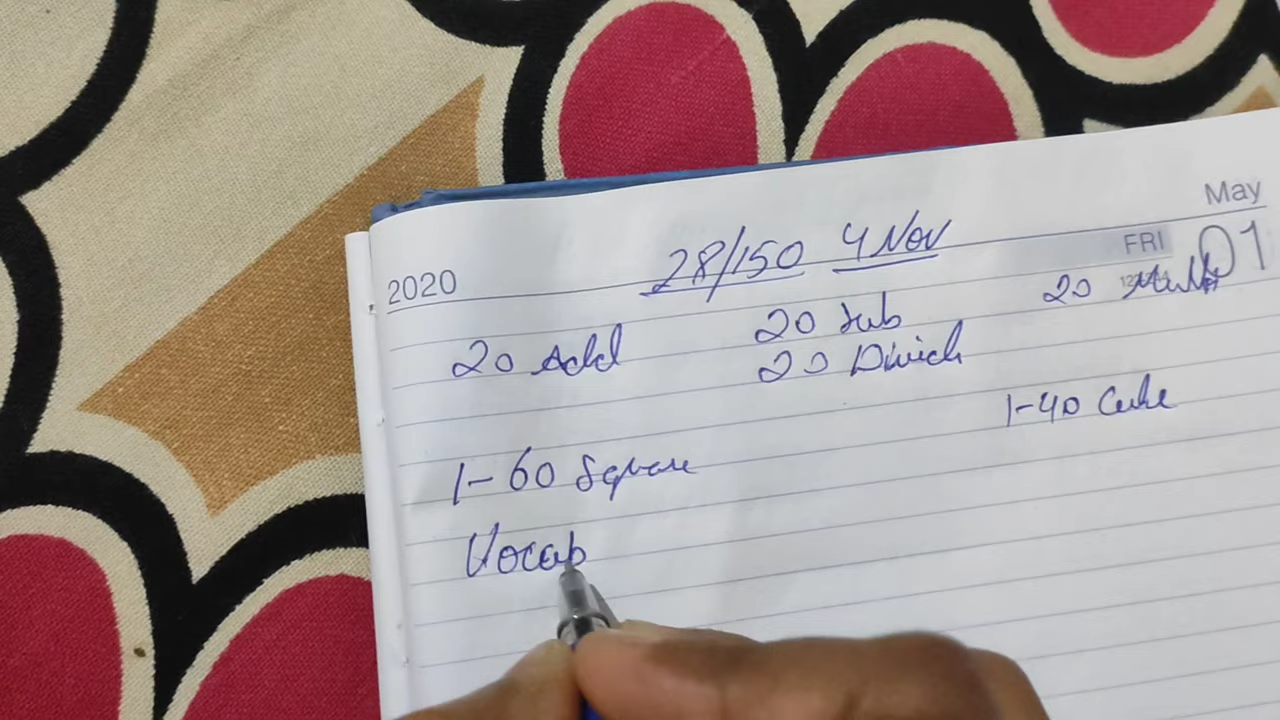 May
2020 28/150 4 Nov FRI 01
20 Add 20 Sub 20 Mult
20 Divide
1-40 Cube
1-60 Square
Vocab